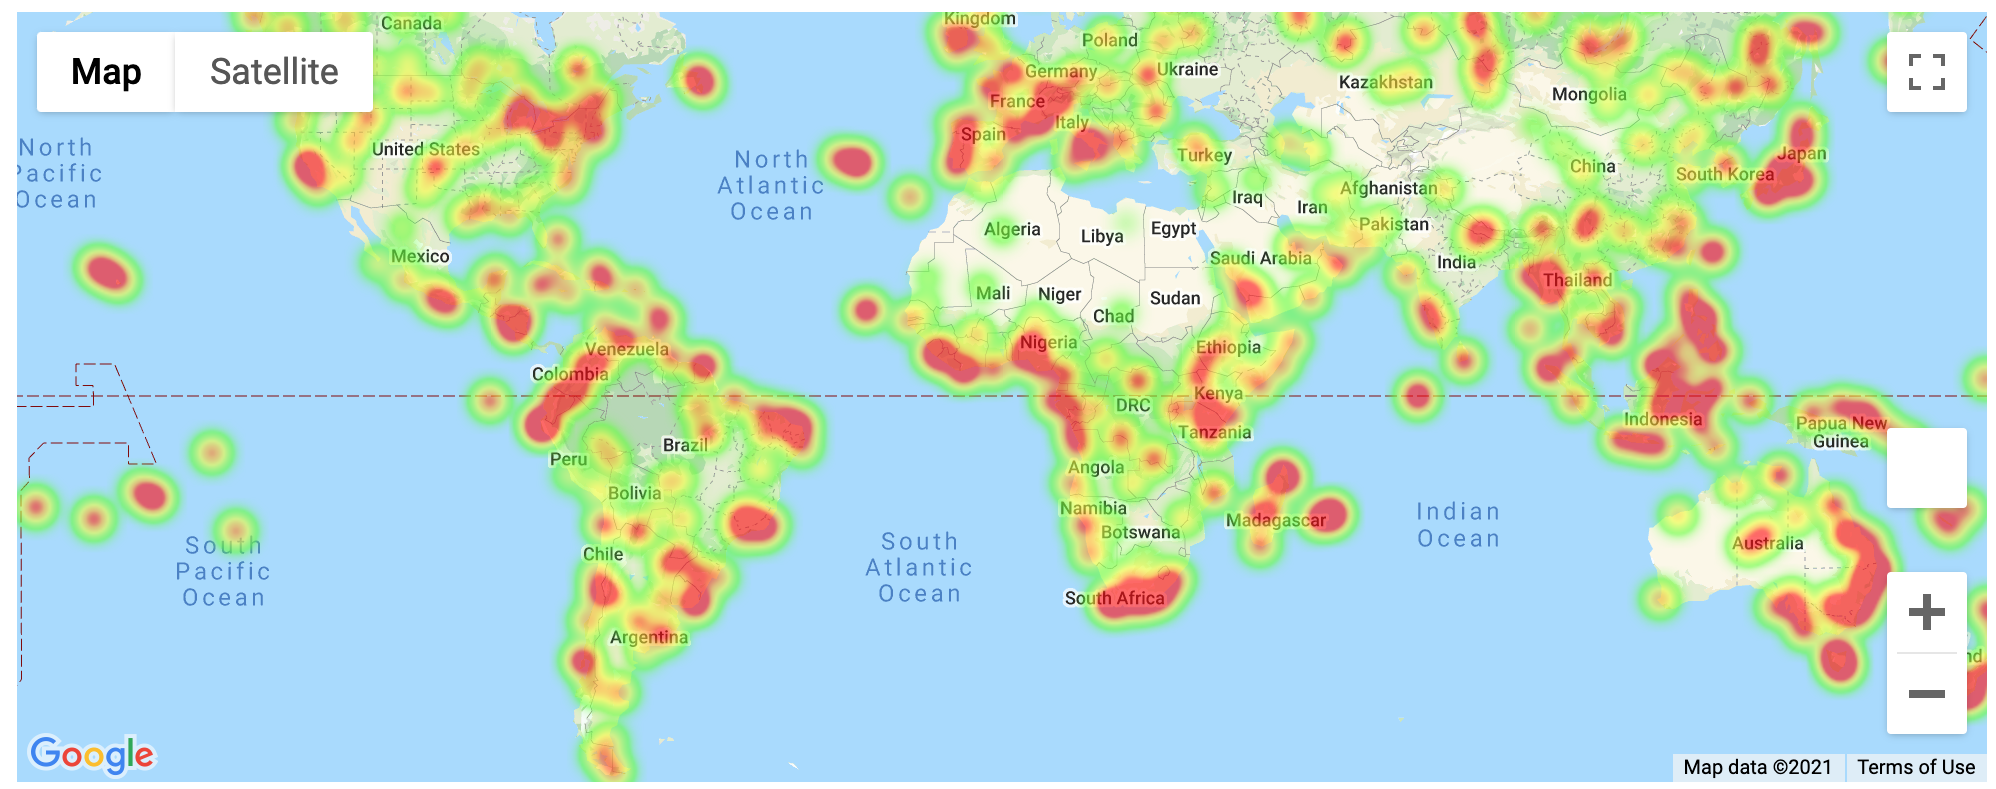 Kingdom
Canada
Poland
Map
Satellite
Germany
Ukraine
Kazakhstan
Mongolia
France
Spain
Italy
North
Pacific
Ocean
United States
Turkey
China
Japan
South Korea
North
Atlantic
Ocean
Iraq
Iran
Afghanistan
Pakistan
Algeria
Libya
Egypt
Mexico
Saudi Arabia
India
Thailand
Mali
Niger
Sudan
Chad
Venezuela
Nigeria
Ethiopia
Colombia
Kenya
DRC
Indonesia
Papua New
Guinea
Tanzania
Brazil
Peru
Angola
Bolivia
Namibia
Botswana
Madagascar
Indian
Ocean
Australia
Chile
South
Pacific
Ocean
South
Atlantic
Ocean
South Africa
Argentina
nd
Google
Map data ©2021
Terms of Use